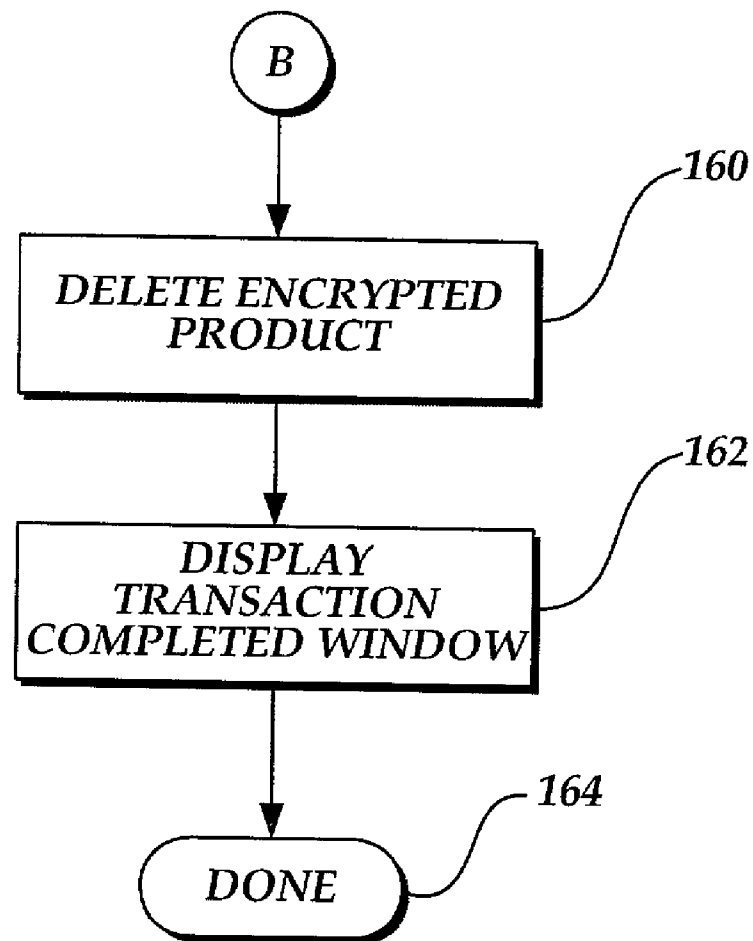 B
160
DELETE ENCRYPTED
PRODUCT
162
DISPLAY
TRANSACTION
COMPLETED WINDOW
164
DONE